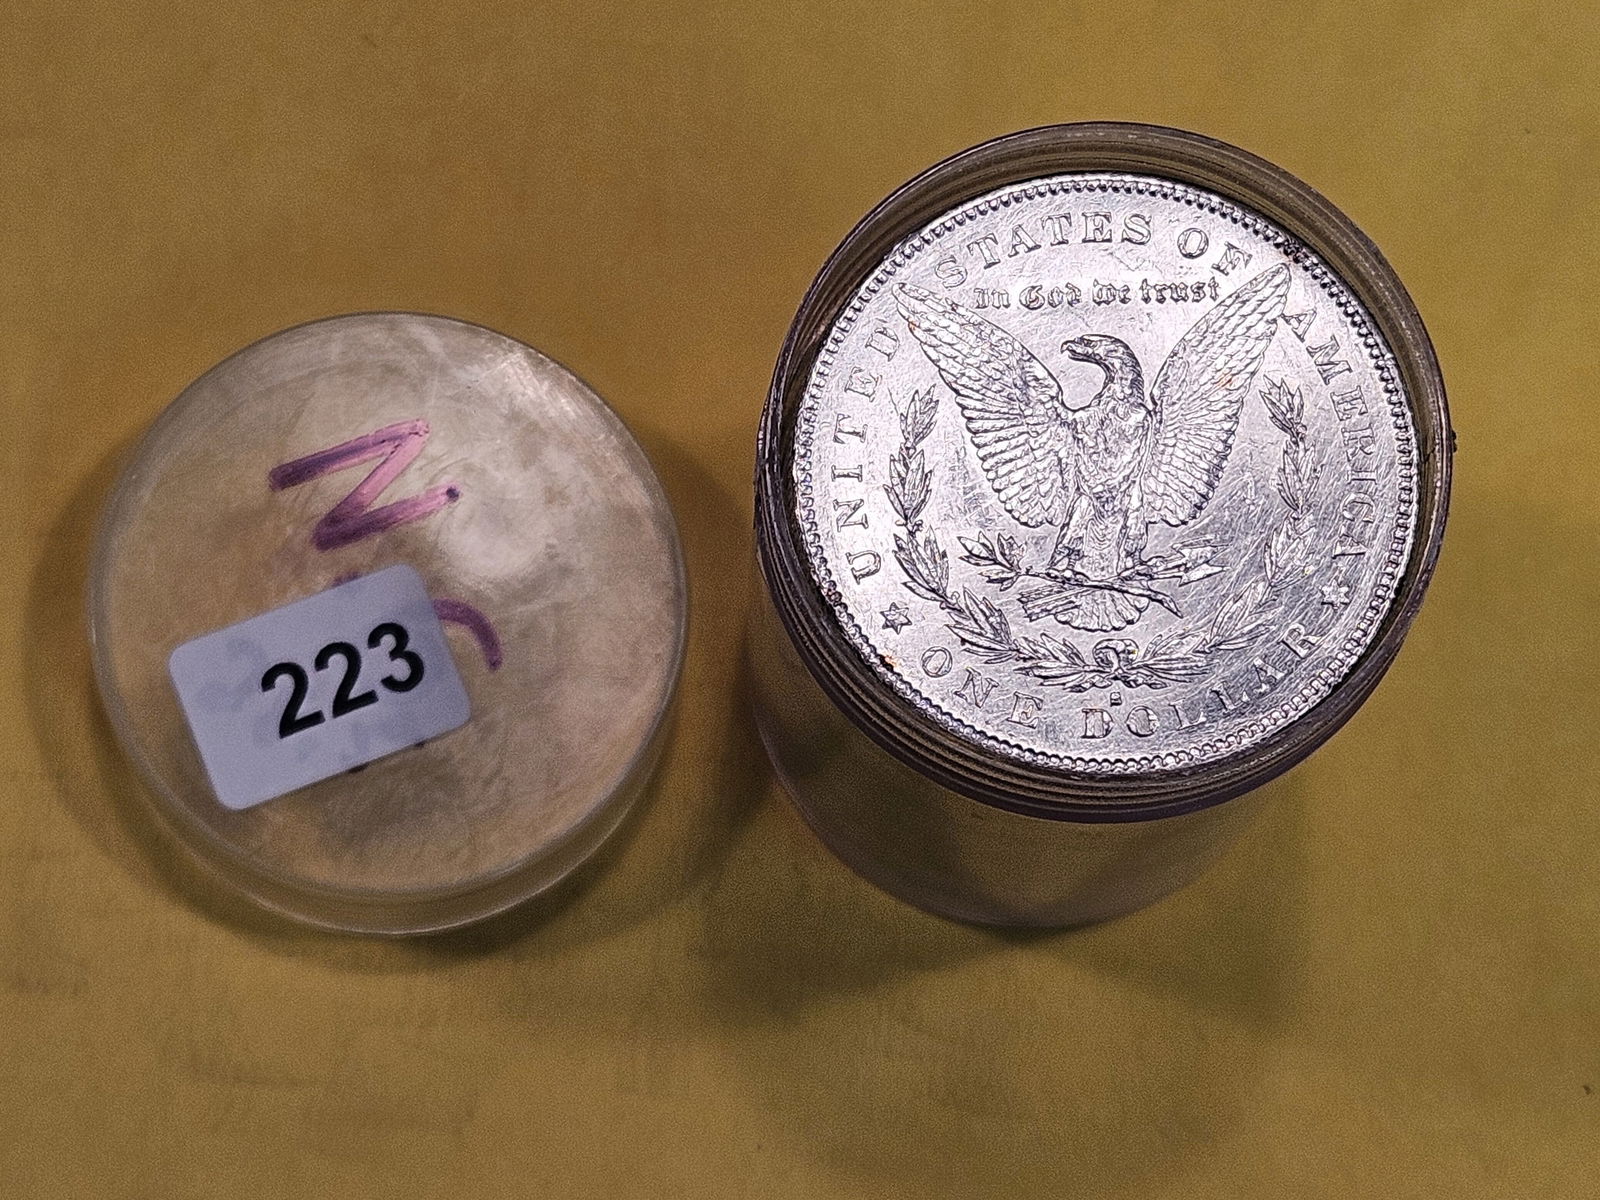 223
UNITED STATES OF AMERICA
In God we trust
S
ONE DOLLAR